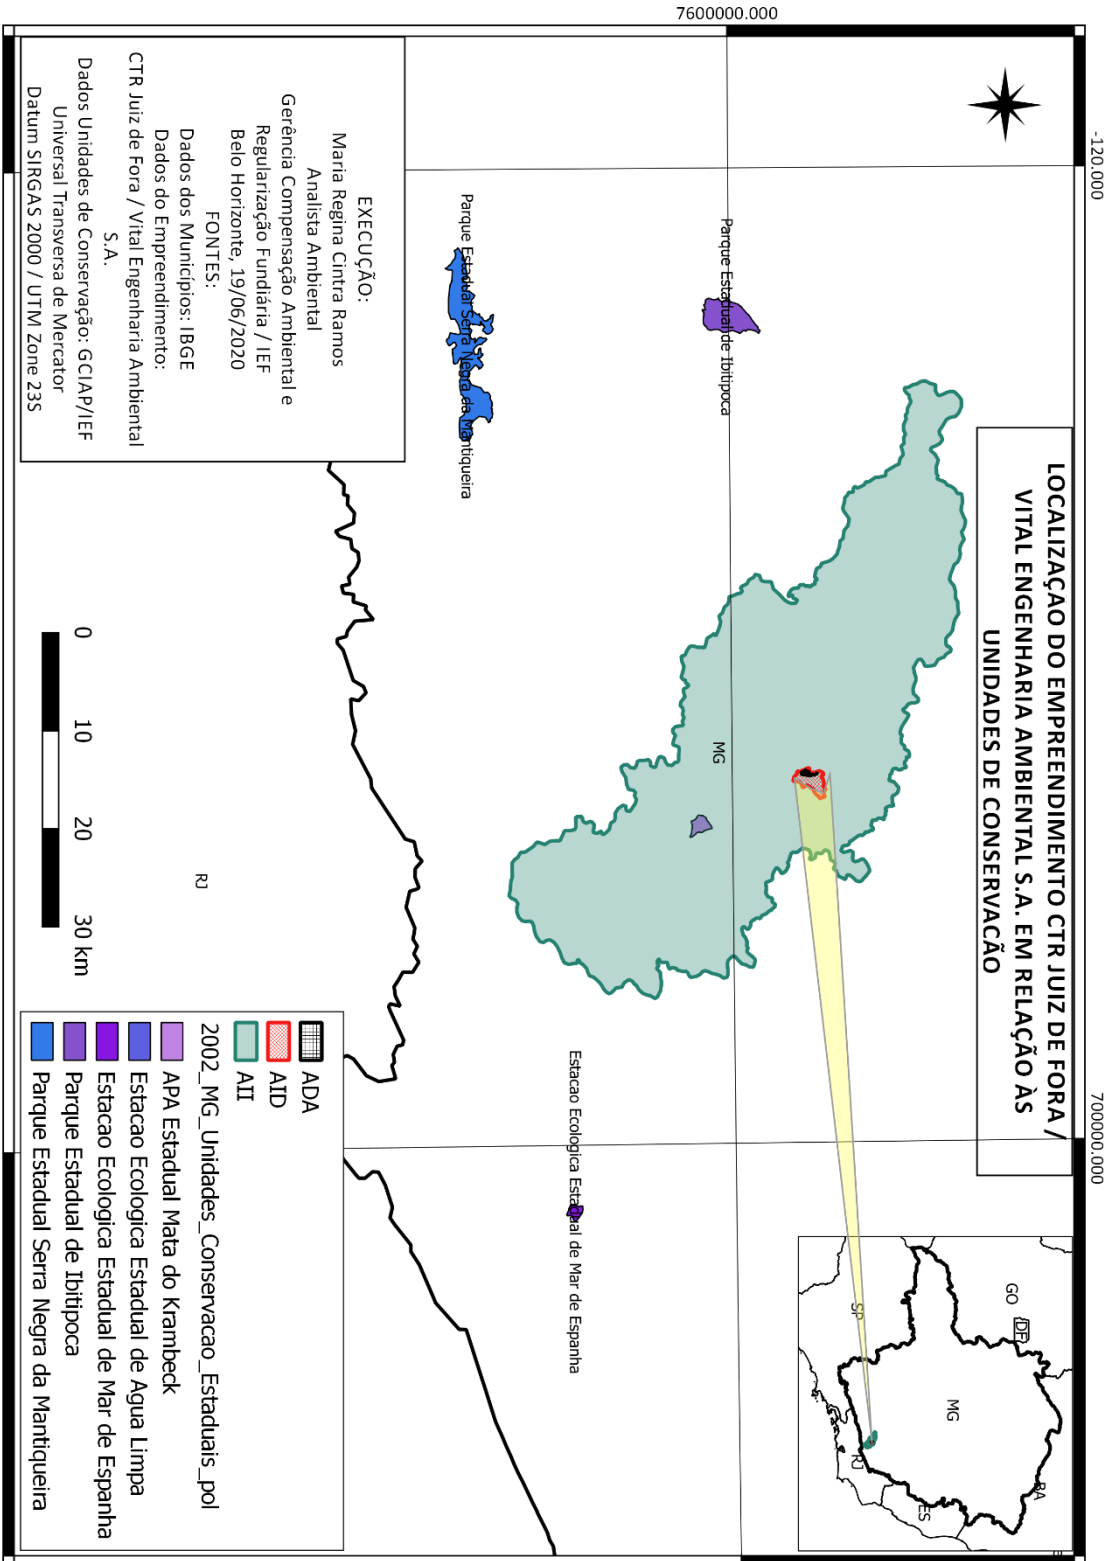 LOCALIZAÇAO DO EMPREENDIMENTO CTR JUIZ DE FORA /
VITAL ENGENHARIA AMBIENTAL S.A. EM RELAÇÃO ÀS
UNIDADES DE CONSERVACÃO
-120.000
700000.000
7600000.000
GO
DF
BA
SP
MG
ES
RJ
Parque Estadual de Ibitipoca
MG
Parque Estadual Serra Negra da Mantiqueira
Estacao Ecologica Estadual de Mar de Espanha
RJ
EXECUÇÃO:
Maria Regina Cintra Ramos
Analista Ambiental
Gerência Compensação Ambiental e
Regularização Fundiária / IEF
Belo Horizonte, 19/06/2020
FONTES:
Dados dos Municípios: IBGE
Dados do Empreendimento:
CTR Juiz de Fora / Vital Engenharia Ambiental
S.A.
Dados Unidades de Conservação: GCIAP/IEF
Universal Transversa de Mercator
Datum SIRGAS 2000 / UTM Zone 23S
0 10 20 30 km
ADA
AID
AII
2002_MG_Unidades_Conservacao_Estaduais_pol
APA Estadual Mata do Krambeck
Estacao Ecologica Estadual de Agua Limpa
Estacao Ecologica Estadual de Mar de Espanha
Parque Estadual de Ibitipoca
Parque Estadual Serra Negra da Mantiqueira